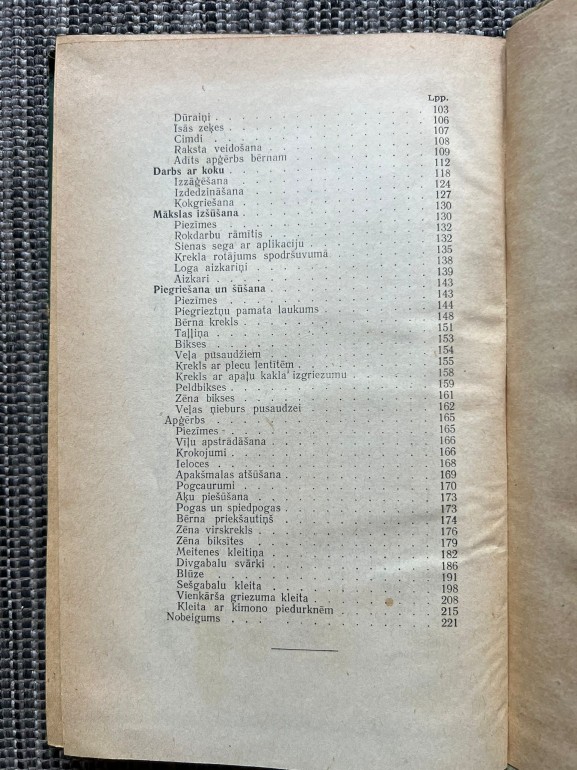 Lpp.
Dūraiņi . . . 103
Īsās zeķes . . . 106
Cimdi . . . 107
Raksta veidošana . . . 108
Adīts apģērbs bērnam . . . 109
Darbs ar koku . . . 112
Izzāģēšana . . . 118
Izdedzināšana . . . 124
Kokgriešana . . . 127
Mākslas izšūšana . . . 130
Piezīmes . . . 130
Rokdarbu rāmītis . . . 132
Sienas sega ar aplikāciju . . . 132
Krekla rotājums spodršuvumā . . . 135
Loga aizkariņi . . . 138
Aizkari . . . 139
Piegriešana un šūšana . . . 143
Piezīmes . . . 143
Piegrieztņu pamata laukums . . . 144
Bērna krekls . . . 148
Taļļiņa . . . 151
Bikses . . . 153
Veļa pusaudžiem . . . 154
Krekls ar plecu lentītēm . . . 155
Krekls ar apaļu kakla izgriezumu . . . 158
Peldbikses . . . 159
Zēna bikses . . . 161
Veļas ņieburs pusaudzei . . . 162
Apģērbs . . . 165
Piezīmes . . . 165
Vīļu apstrādāšana . . . 166
Krokojumi . . . 166
Ieloces . . . 168
Apakšmalas atšūšana . . . 169
Pogcaurumi . . . 170
Āķu piešūšana . . . 173
Pogas un spiedpogas . . . 173
Bērna priekšautiņš . . . 174
Zēna virskrekls . . . 176
Zēna biksītes . . . 179
Meitenes kleitiņa . . . 182
Divgabalu svārki . . . 186
Blūze . . . 191
Sešgabalu kleita . . . 198
Vienkārša griezuma kleita . . . 208
Kleita ar kimono piedurknēm . . . 215
Nobeigums . . . 221